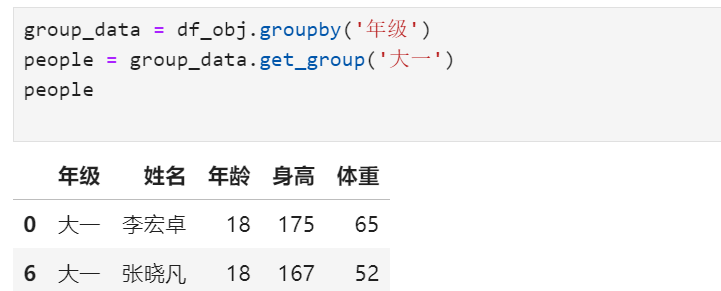 group_data = df_obj.groupby('年级')
people = group_data.get_group('大一')
people
年级 姓名 年龄 身高 体重
0 大一 李宏卓 18 175 65
6 大一 张晓凡 18 167 52